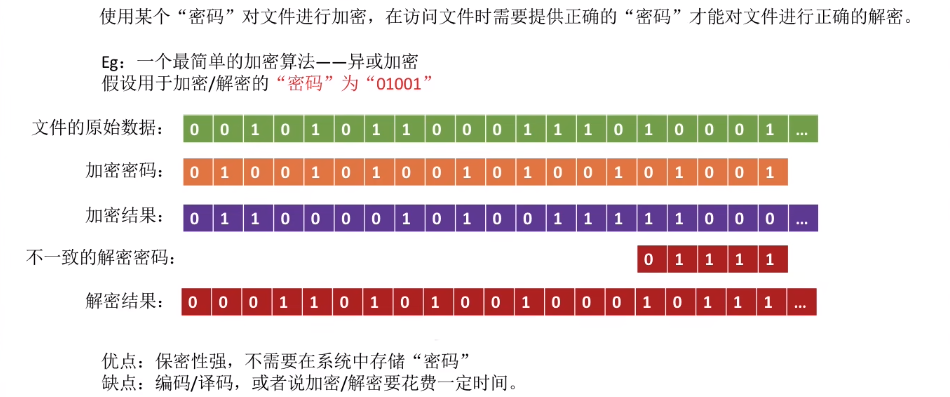 使用某个“密码”对文件进行加密，在访问文件时需要提供正确的“密码”才能对文件进行正确的解密。
Eg：一个最简单的加密算法——异或加密
假设用于加密/解密的“密码”为“01001”
文件的原始数据： 0 0 1 0 1 0 1 1 0 0 0 1 1 1 0 1 0 0 0 1 ...
加密密码： 0 1 0 0 1 0 1 0 0 1 0 1 0 0 1 0 1 0 0 1
加密结果： 0 1 1 0 0 0 0 1 0 1 0 0 1 1 1 1 1 0 0 0 ...
不一致的解密密码： 0 1 1 1 1
解密结果： 0 0 0 1 1 0 1 0 1 0 0 1 0 0 0 1 0 1 1 1 ...
优点：保密性强，不需要在系统中存储“密码”
缺点：编码/译码，或者说加密/解密要花费一定时间。